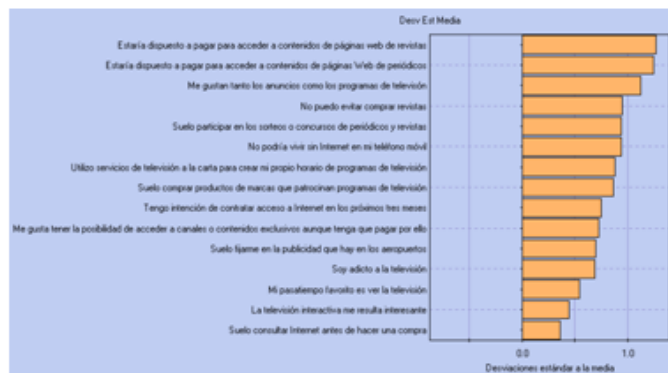 Desv Est Media
Estaría dispuesto a pagar para acceder a contenidos de páginas web de revistas
Estaría dispuesto a pagar para acceder a contenidos de páginas Web de periódicos
Me gustan tanto los anuncios como los programas de televisón
No puedo evitar comprar revistas
Suelo participar en los sorteos o concursos de periódicos y revistas
No podría vivir sin Internet en mi teléfono móvil
Utilizo servicios de televisión a la carta para crear mi propio horario de programas de televisión
Suelo comprar productos de marcas que patrocinan programas de televisión
Tengo intención de contratar acceso a Internet en los próximos tres meses
Me gusta tener la posibilidad de acceder a canales o contenidos exclusivos aunque tenga que pagar por ello
Suelo fijarme en la publicidad que hay en los aeropuertos
Soy adicto a la televisión
Mi pasatiempo favorito es ver la televisión
La televisión interactiva me resulta interesante
Suelo consultar Internet antes de hacer una compra
0.0 1.0
Desviaciones estándar a la media